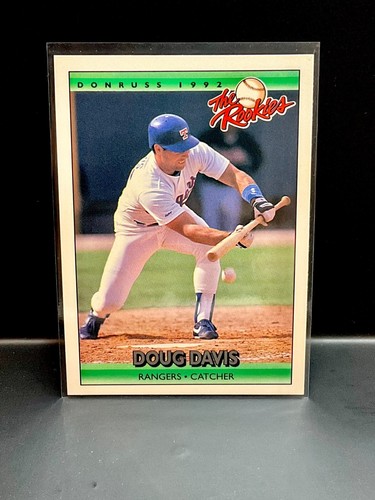 DONRUSS 1992
The
Rookies
T
DOUG DAVIS
RANGERS • CATCHER